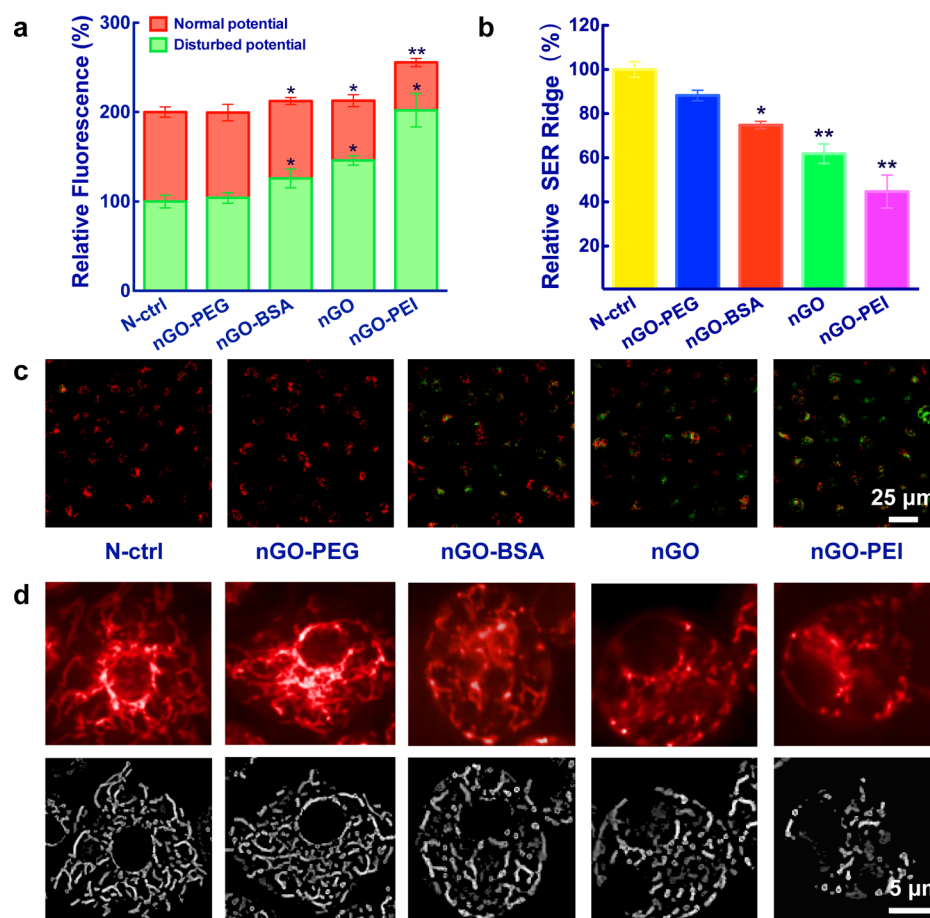 a
Relative Fluorescence (%)
300
200
100
0
Normal potential
Disturbed potential
*
*
*
*
**
*
N-ctrl
nGO-PEG
nGO-BSA
nGO
nGO-PEI
b
Relative SER Ridge (%)
100
80
60
40
20
*
**
**
N-ctrl
nGO-PEG
nGO-BSA
nGO
nGO-PEI
c
25 µm
N-ctrl
nGO-PEG
nGO-BSA
nGO
nGO-PEI
d
5 µm